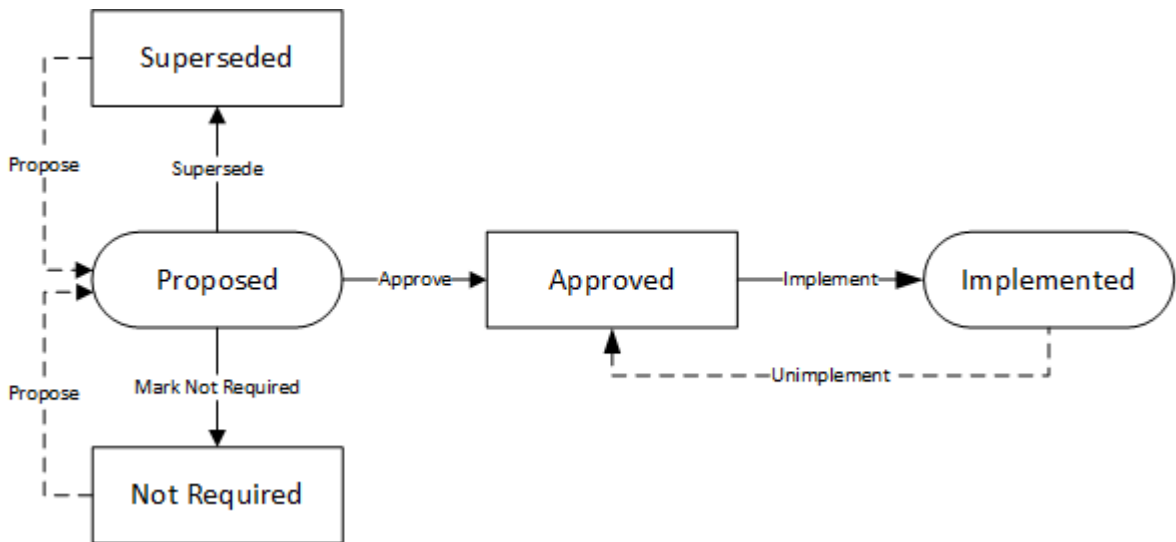 Superseded
Propose
Supersede
Proposed
Approve
Approved
Implement
Implemented
Unimplement
Propose
Mark Not Required
Not Required